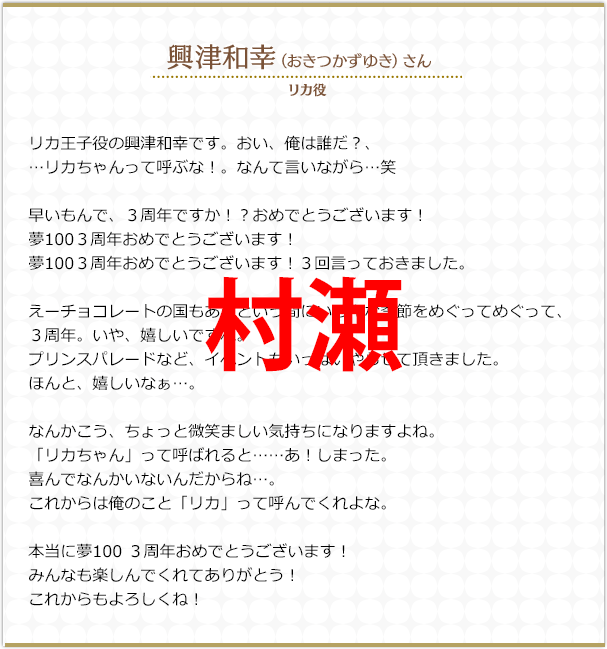 興津和幸（おきつかずゆき）さん
リカ役
リカ王子役の興津和幸です。おい、俺は誰だ？、
…リカちゃんって呼ぶな！。なんて言いながら…笑
早いもんで、３周年ですか！？おめでとうございます！
夢100３周年おめでとうございます！
夢100３周年おめでとうございます！３回言っておきました。
えーチョコレートの国もあ
季節をめぐってめぐって、
村瀬
３周年。いや、嬉しいで
プリンスパレードなど、イベント
て頂きました。
ほんと、嬉しいなぁ…。
なんかこう、ちょっと微笑ましい気持ちになりますよね。
「リカちゃん」って呼ばれると……あ！しまった。
喜んでなんかいないんだからね…。
これからは俺のこと「リカ」って呼んでくれよな。
本当に夢100 ３周年おめでとうございます！
みんなも楽しんでくれてありがとう！
これからもよろしくね！